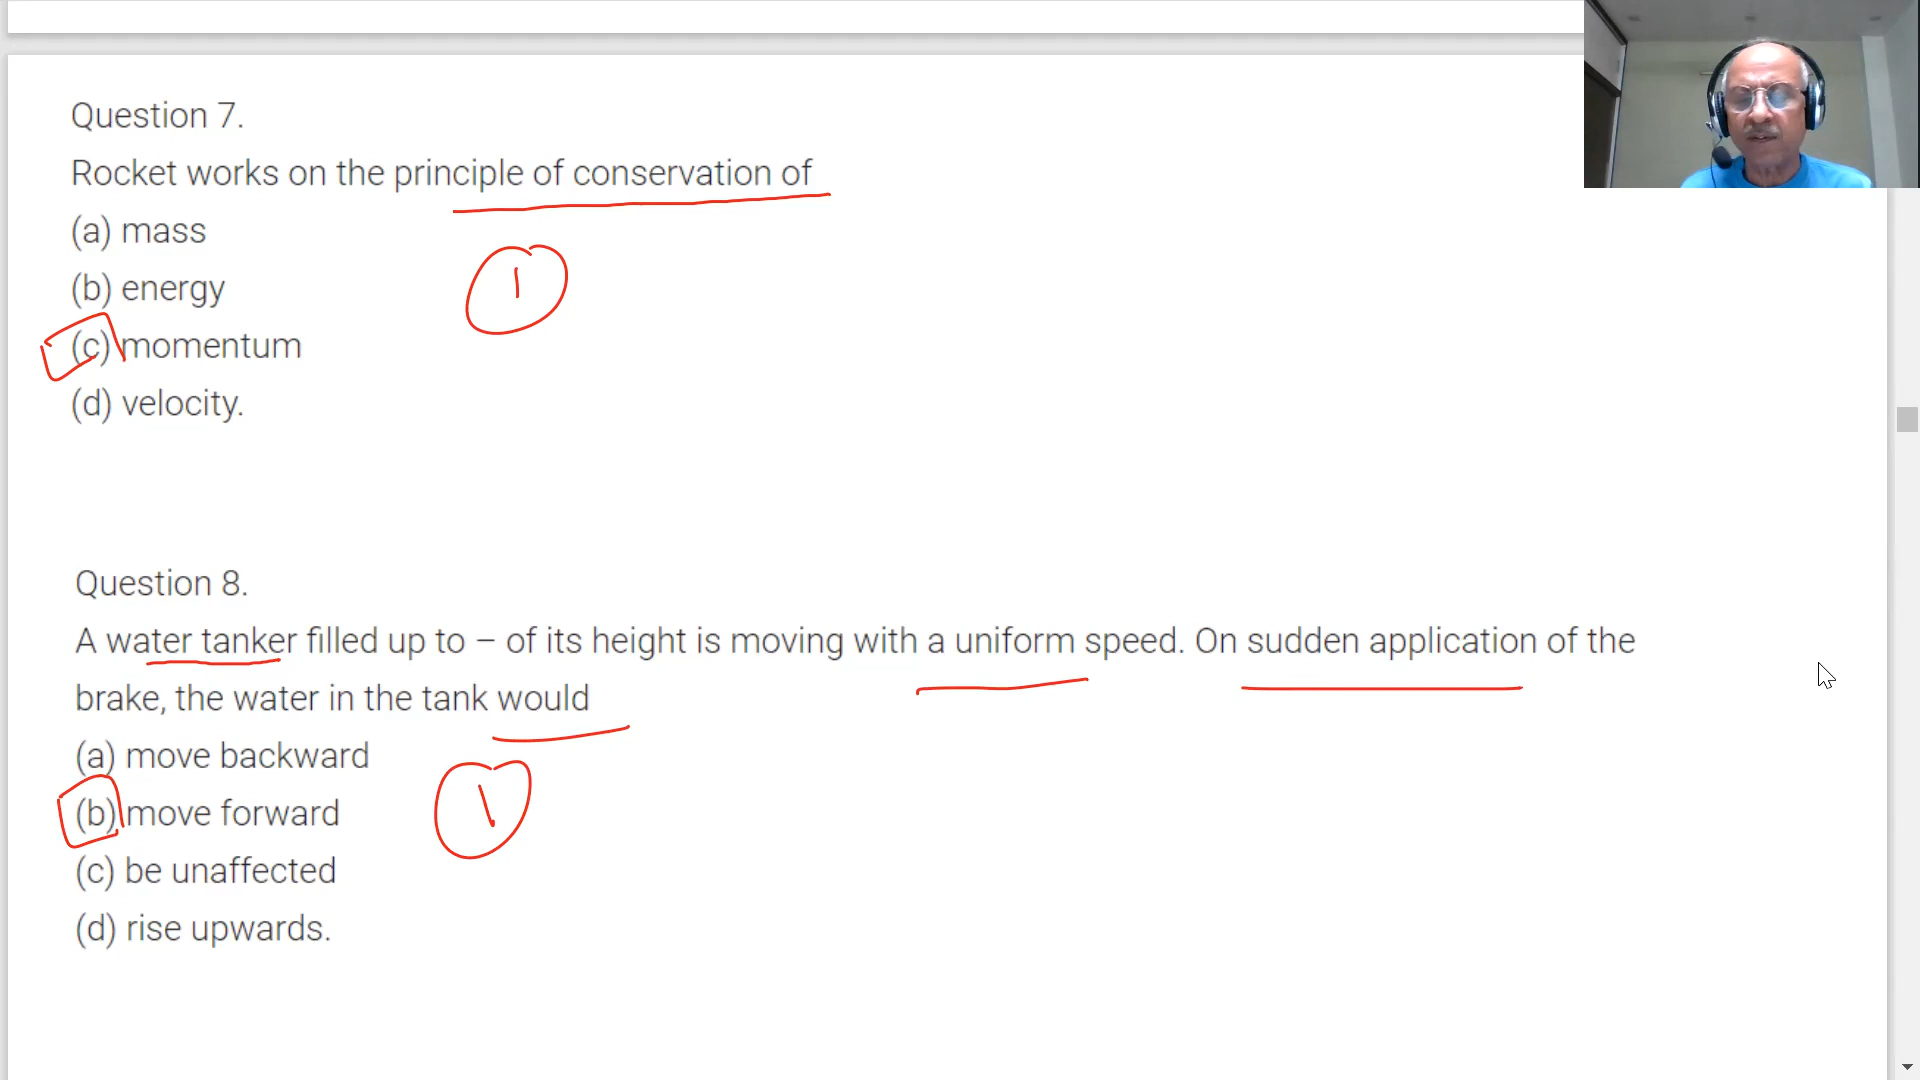 Question 7.
Rocket works on the principle of conservation of
(a) mass
(b) energy
1
(c) momentum
(d) velocity.
Question 8.
A water tanker filled up to – of its height is moving with a uniform speed. On sudden application of the
brake, the water in the tank would
(a) move backward
(b) move forward
1
(c) be unaffected
(d) rise upwards.